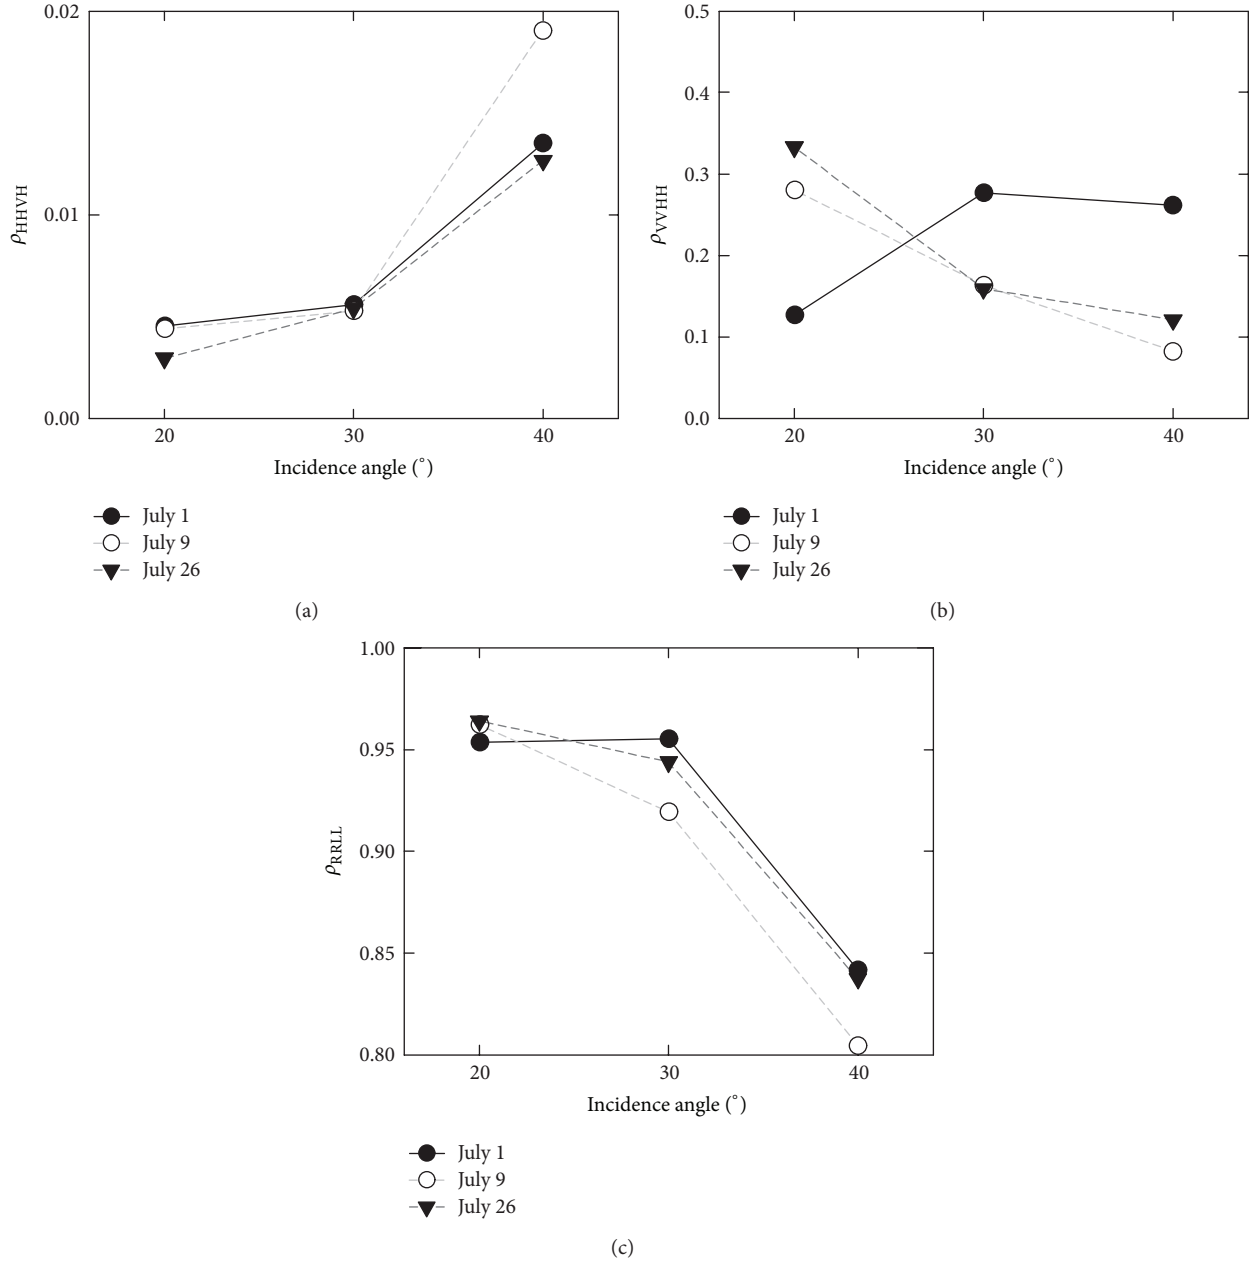 0.02
0.01
0.00
ρHHVH
20 30 40
Incidence angle (°)
July 1
July 9
July 26
(a)
0.5
0.4
0.3
0.2
0.1
0.0
ρVVHH
20 30 40
Incidence angle (°)
July 1
July 9
July 26
(b)
1.00
0.95
0.90
0.85
0.80
ρRRLL
20 30 40
Incidence angle (°)
July 1
July 9
July 26
(c)